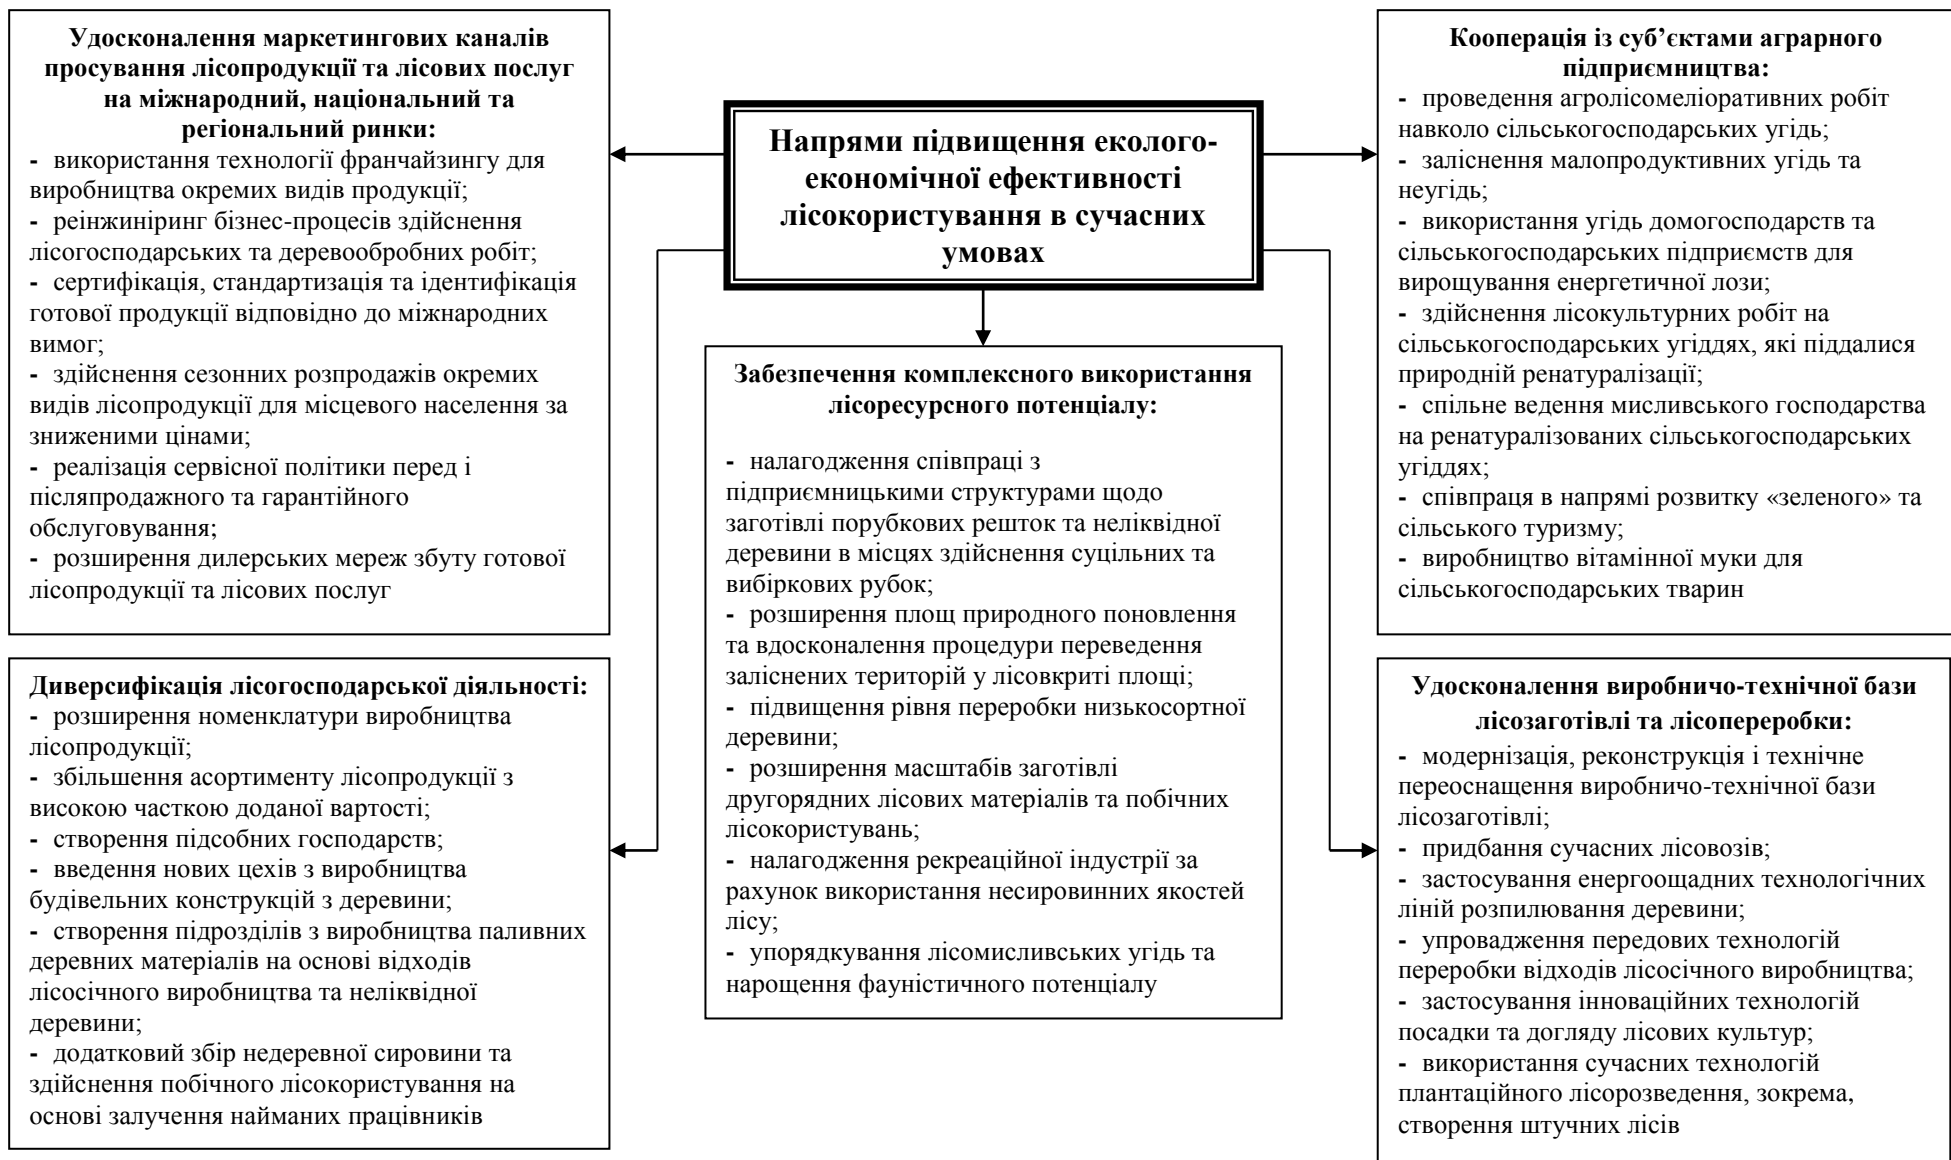 Удосконалення маркетингових каналів
просування лісопродукції та лісових послуг
на міжнародний, національний та
регіональний ринки:
- використання технології франчайзингу для
виробництва окремих видів продукції;
- реінжиніринг бізнес-процесів здійснення
лісогосподарських та деревообробних робіт;
- сертифікація, стандартизація та ідентифікація
готової продукції відповідно до міжнародних
вимог;
- здійснення сезонних розпродажів окремих
видів лісопродукції для місцевого населення за
зниженими цінами;
- реалізація сервісної політики перед і
післяпродажного та гарантійного
обслуговування;
- розширення дилерських мереж збуту готової
лісопродукції та лісових послуг
Напрями підвищення еколого-
економічної ефективності
лісокористування в сучасних
умовах
Кооперація із суб’єктами аграрного
підприємництва:
- проведення агролісомеліоративних робіт
навколо сільськогосподарських угідь;
- заліснення малопродуктивних угідь та
неугідь;
- використання угідь домогосподарств та
сільськогосподарських підприємств для
вирощування енергетичної лози;
- здійснення лісокультурних робіт на
сільськогосподарських угіддях, які піддалися
природній ренатуралізації;
- спільне ведення мисливського господарства
на ренатуралізованих сільськогосподарських
угіддях;
- співпраця в напрямі розвитку «зеленого» та
сільського туризму;
- виробництво вітамінної муки для
сільськогосподарських тварин
Забезпечення комплексного використання
лісоресурсного потенціалу:
- налагодження співпраці з
підприємницькими структурами щодо
заготівлі порубкових решток та неліквідної
деревини в місцях здійснення суцільних та
вибіркових рубок;
- розширення площ природного поновлення
та вдосконалення процедури переведення
заліснених територій у лісовкриті площі;
- підвищення рівня переробки низькосортної
деревини;
- розширення масштабів заготівлі
другорядних лісових матеріалів та побічних
лісокористувань;
- налагодження рекреаційної індустрії за
рахунок використання несировинних якостей
лісу;
- упорядкування лісомисливських угідь та
нарощення фауністичного потенціалу
Диверсифікація лісогосподарської діяльності:
- розширення номенклатури виробництва
лісопродукції;
- збільшення асортименту лісопродукції з
високою часткою доданої вартості;
- створення підсобних господарств;
- введення нових цехів з виробництва
будівельних конструкцій з деревини;
- створення підрозділів з виробництва паливних
деревних матеріалів на основі відходів
лісосічного виробництва та неліквідної
деревини;
- додатковий збір недеревної сировини та
здійснення побічного лісокористування на
основі залучення найманих працівників
Удосконалення виробничо-технічної бази
лісозаготівлі та лісопереробки:
- модернізація, реконструкція і технічне
переоснащення виробничо-технічної бази
лісозаготівлі;
- придбання сучасних лісовозів;
- застосування енергоощадних технологічних
ліній розпилювання деревини;
- упровадження передових технологій
переробки відходів лісосічного виробництва;
- застосування інноваційних технологій
посадки та догляду лісових культур;
- використання сучасних технологій
плантаційного лісорозведення, зокрема,
створення штучних лісів